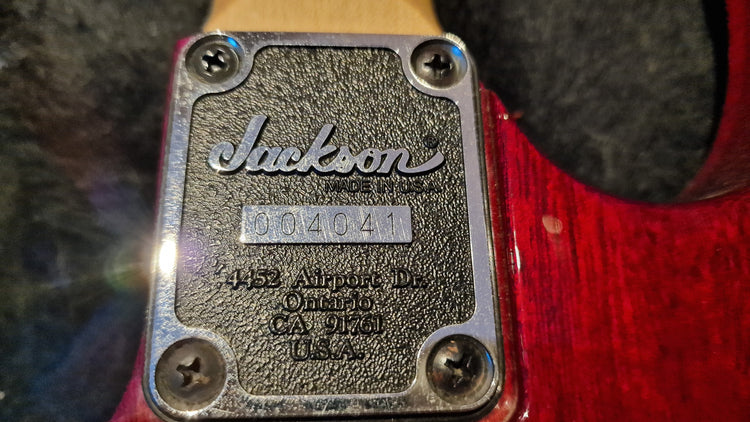 Jackson®
MADE IN U.S.A.
004041
4452 Airport Dr.
Ontario
CA 91761
U.S.A.